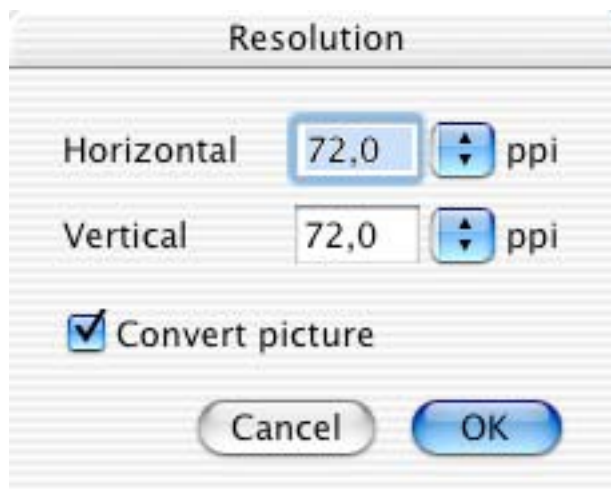 Resolution
Horizontal 72,0 ppi
Vertical 72,0 ppi
Convert picture
Cancel OK